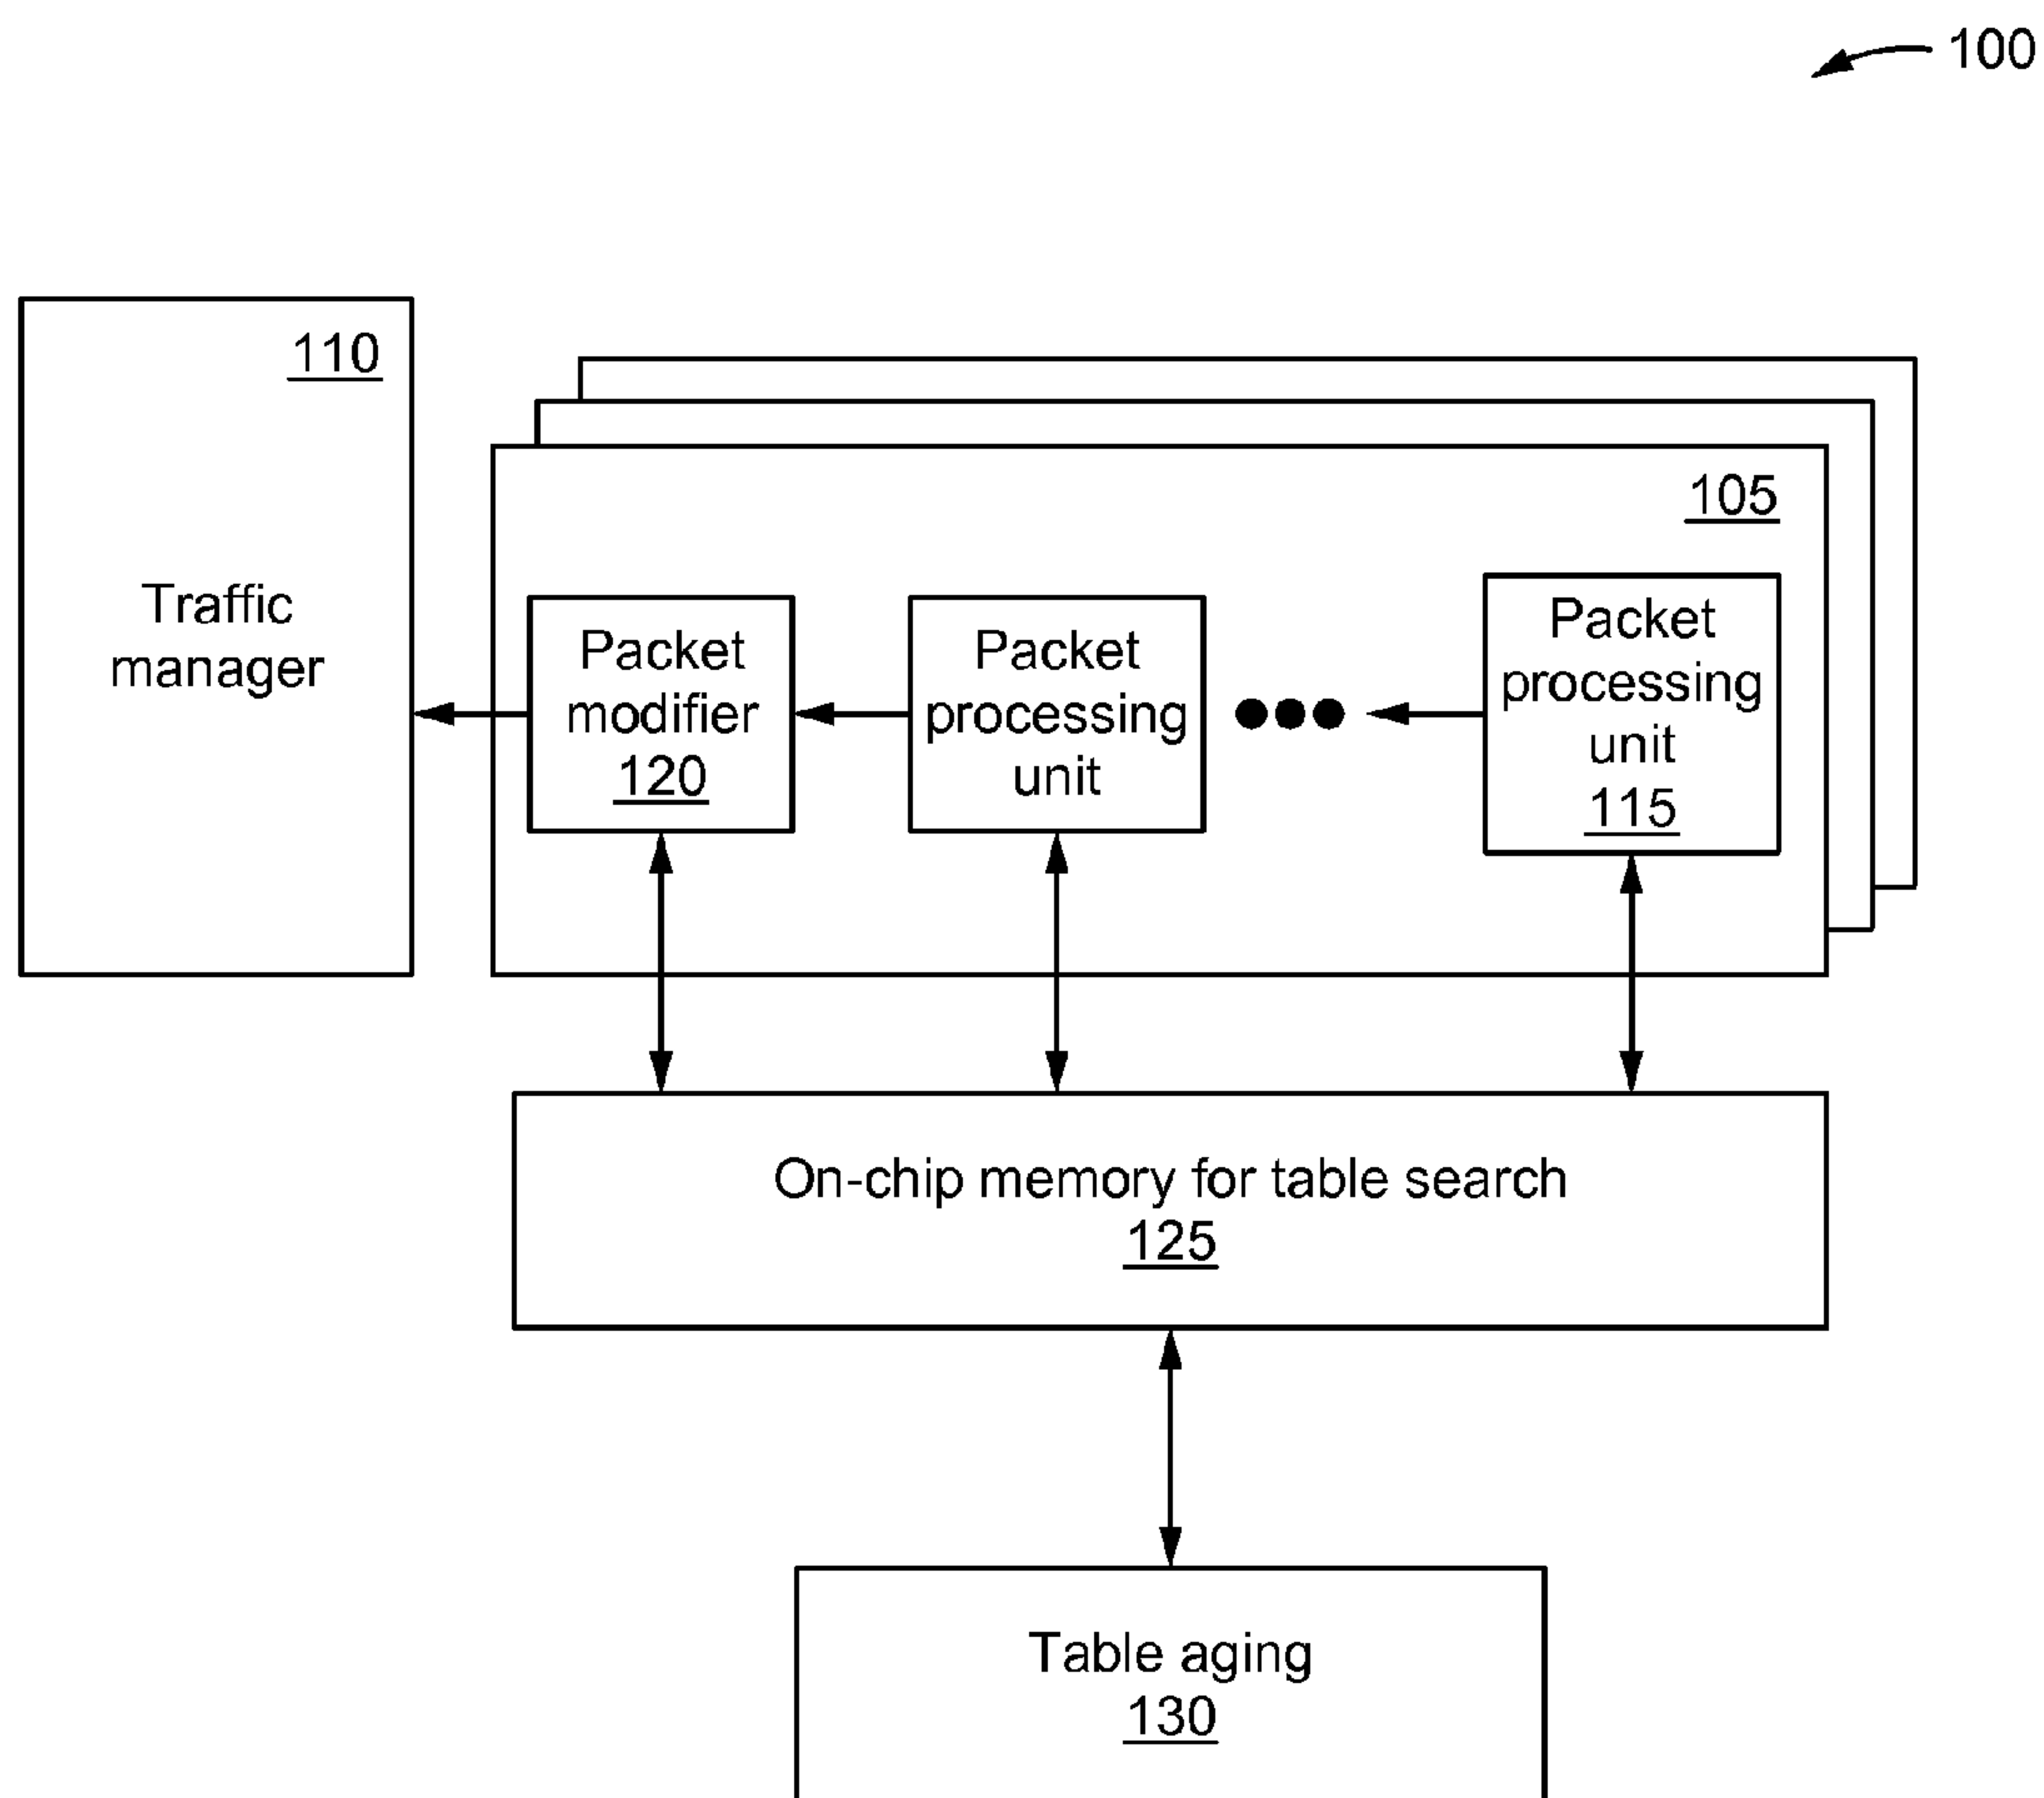 100
110
Traffic
manager
105
Packet
modifier
120
Packet
processing
unit
Packet
processing
unit
115
On-chip memory for table search
125
Table aging
130